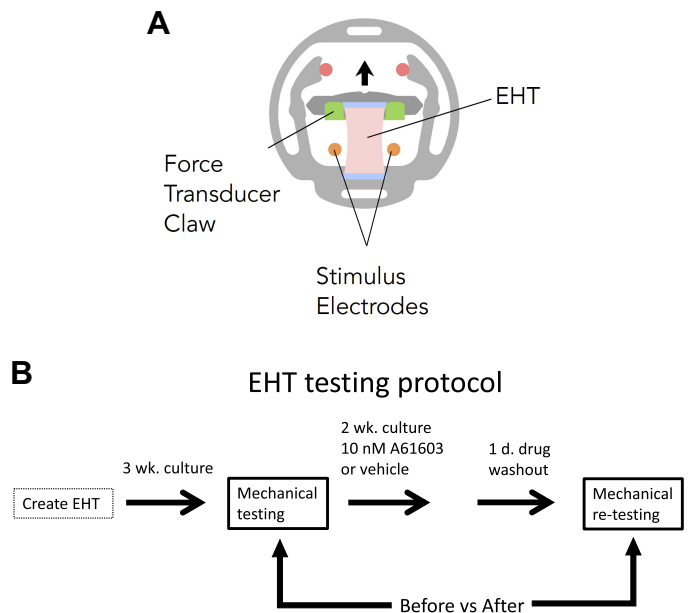 A
EHT
Force
Transducer
Claw
Stimulus
Electrodes
B
EHT testing protocol
2 wk. culture
10 nM A61603
or vehicle
1 d. drug
washout
3 wk. culture
Create EHT
Mechanical
testing
Mechanical
re-testing
Before vs After